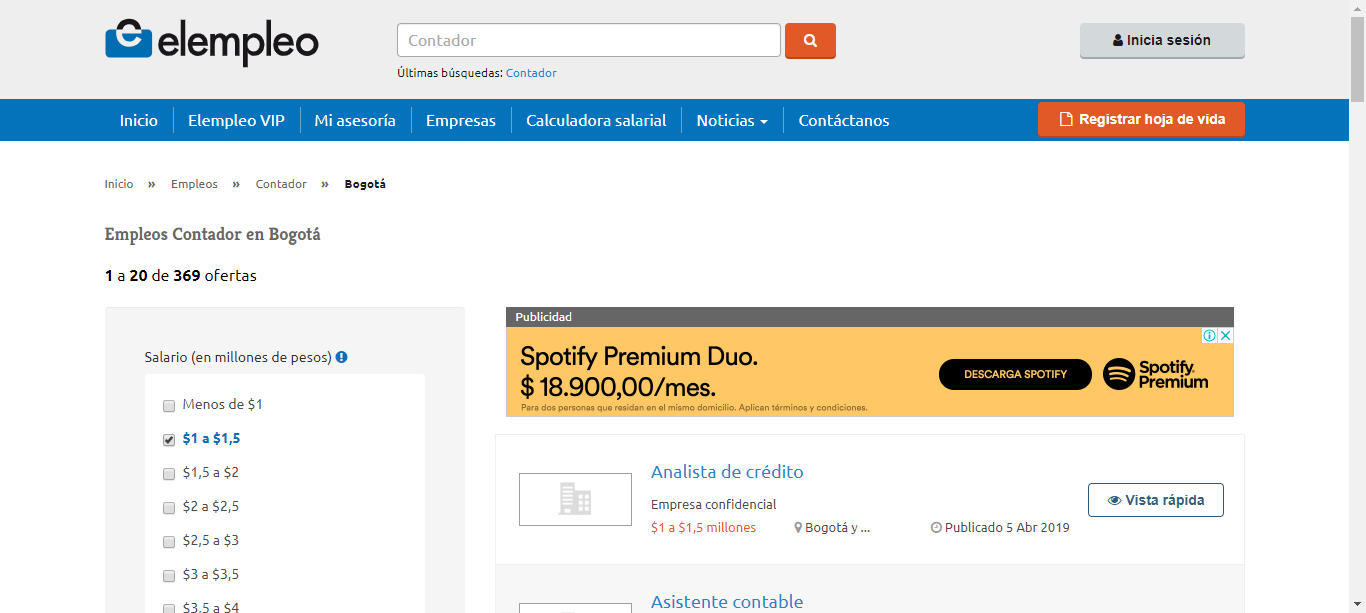 elempleo
Contador
Últimas búsquedas: Contador
Inicia sesión
Inicio Elempleo VIP Mi asesoría Empresas Calculadora salarial Noticias Contáctanos
Registrar hoja de vida
Inicio » Empleos » Contador » Bogotá
Empleos Contador en Bogotá
1 a 20 de 369 ofertas
Salario (en millones de pesos)
Menos de $1
$1 a $1,5
$1,5 a $2
$2 a $2,5
$2,5 a $3
$3 a $3,5
$3,5 a $4
Publicidad
Spotify Premium Duo.
$ 18.900,00/mes.
Para dos personas que residan en el mismo domicilio. Aplican términos y condiciones.
DESCARGA SPOTIFY
Spotify
Premium
Analista de crédito
Empresa confidencial
$1 a $1,5 millones Bogotá y ... Publicado 5 Abr 2019
Vista rápida
Asistente contable